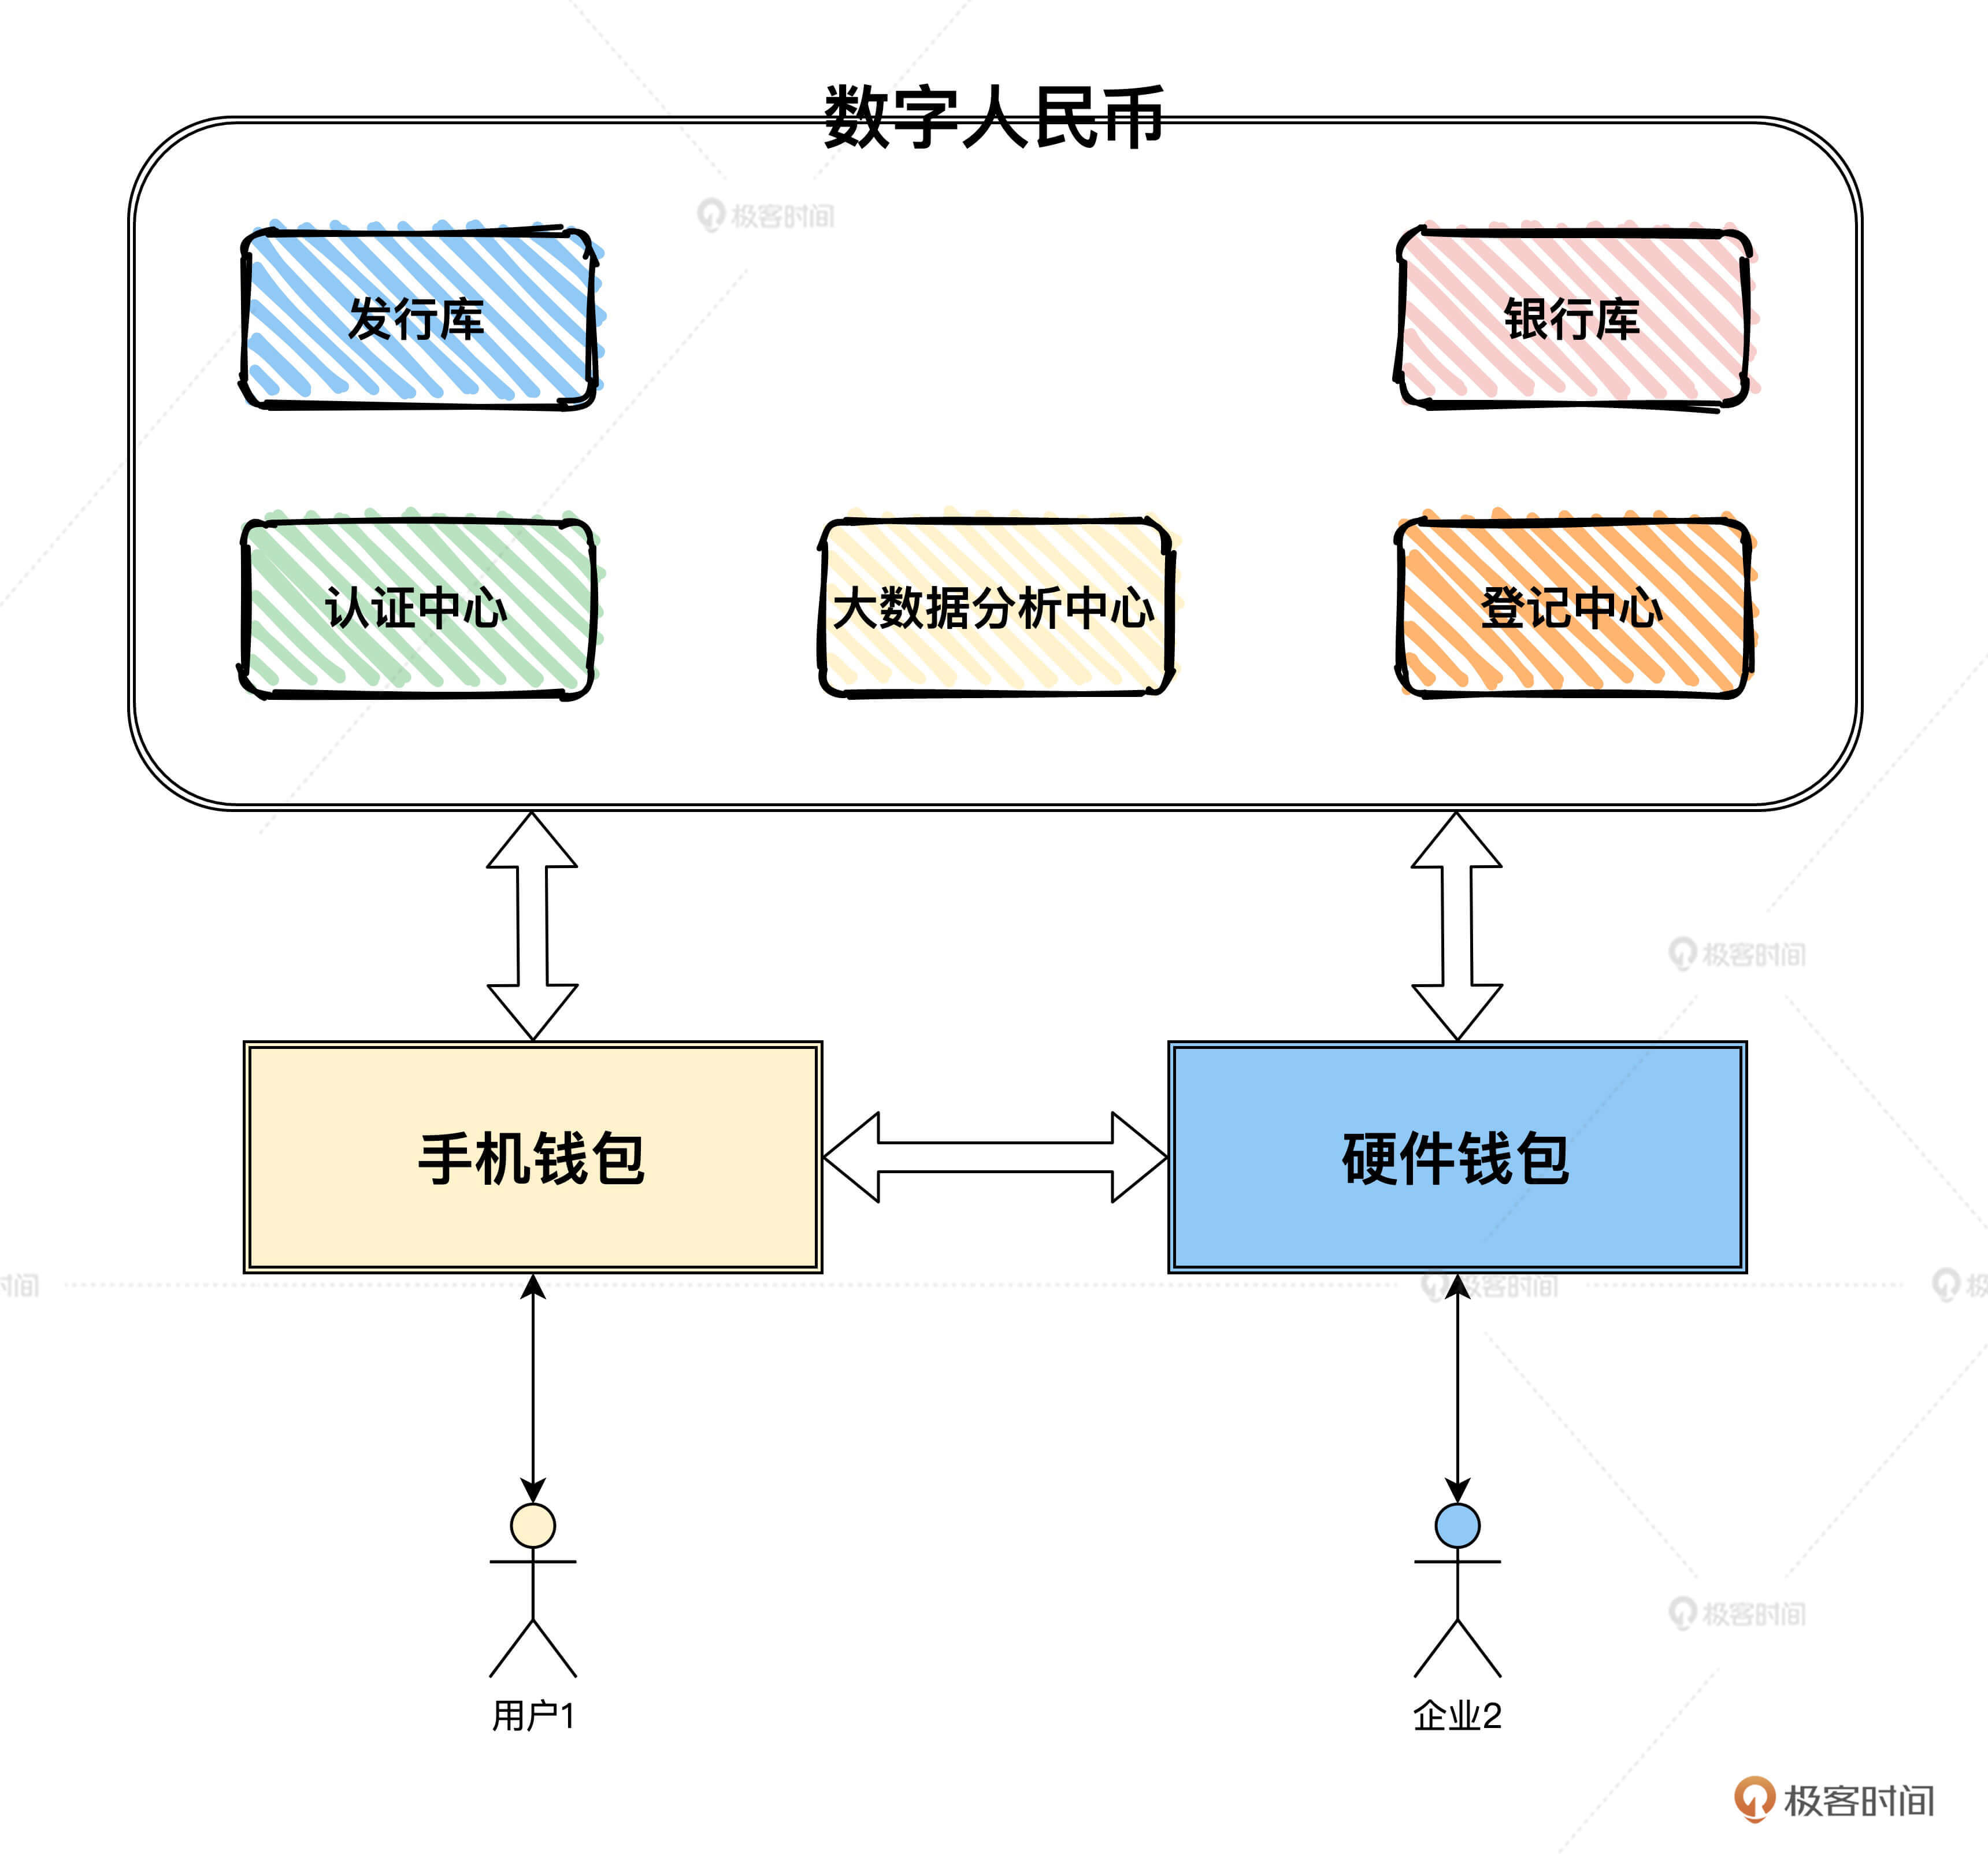 数字人民币
极客时间
发行库
银行库
认证中心
大数据分析中心
登记中心
极客时间
手机钱包
硬件钱包
时间
极客时间
极
用户1
企业2
极客时间
极客时间